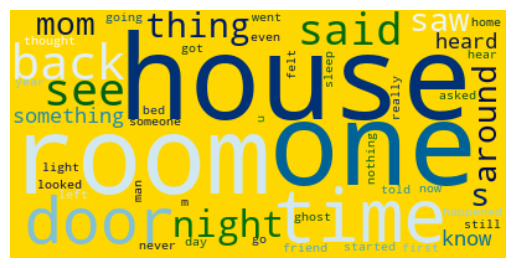 mom
going
thing
went
even
said
saw
home
thought
back
house
got
felt
sleep
heard
hear
year
see
really
asked
around
something
bed
someone
u
one
room
nothing
light
looked
left
man
m
told
now
s
time
door
night
ghost
happened
still
never
day
go
friend
started
first
know